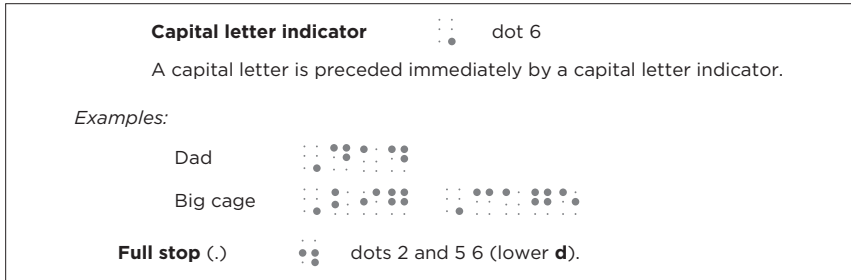 Capital letter indicator ⠠ dot 6
A capital letter is preceded immediately by a capital letter indicator.
Examples:
Dad ⠠⠙⠁⠙
Big cage ⠠⠃⠊⠛ ⠠⠉⠁⠛⠑
Full stop (.) ⠲ dots 2 and 5 6 (lower d).